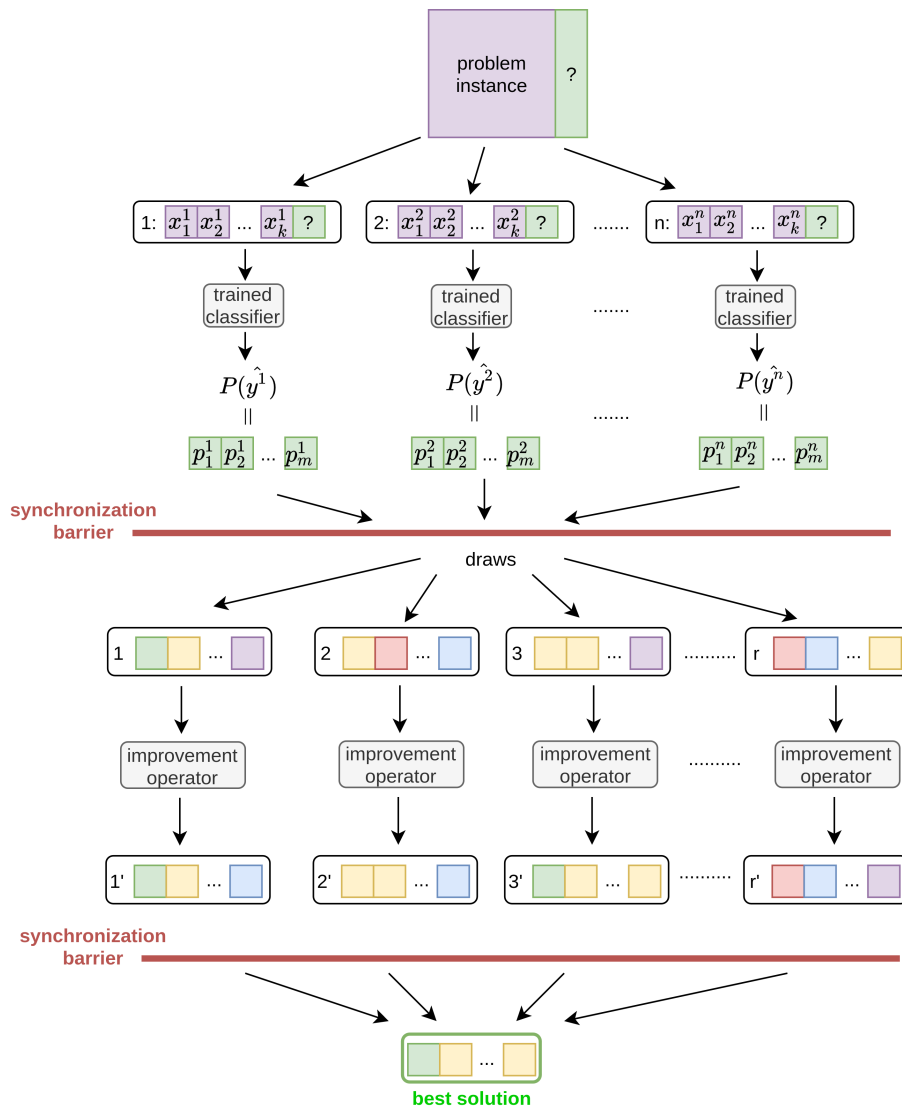 problem
instance
?
1: x_1^1 x_2^1 ... x_k^1 ?
2: x_1^2 x_2^2 ... x_k^2 ?
.......
n: x_1^n x_2^n ... x_k^n ?
trained
classifier
trained
classifier
.......
trained
classifier
P(\hat{y^1})
P(\hat{y^2})
P(\hat{y^n})
=
=
.......
=
p_1^1 p_2^1 ... p_m^1
p_1^2 p_2^2 ... p_m^2
p_1^n p_2^n ... p_m^n
synchronization
barrier
draws
1 ...
2 ...
3 ...
..........
r ...
improvement
operator
improvement
operator
improvement
operator
..........
improvement
operator
1' ...
2' ...
3' ...
..........
r' ...
synchronization
barrier
...
best solution